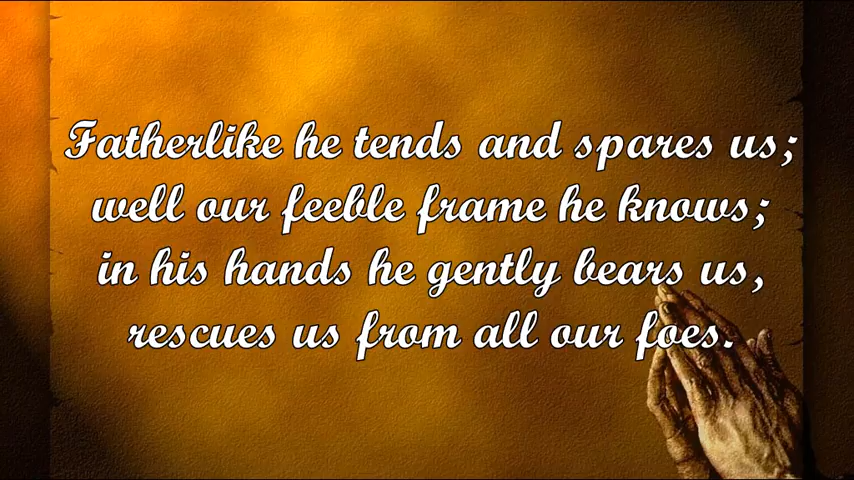 Fatherlike he tends and spares us;
well our feeble frame he knows;
in his hands he gently bears us,
rescues us from all our foes.